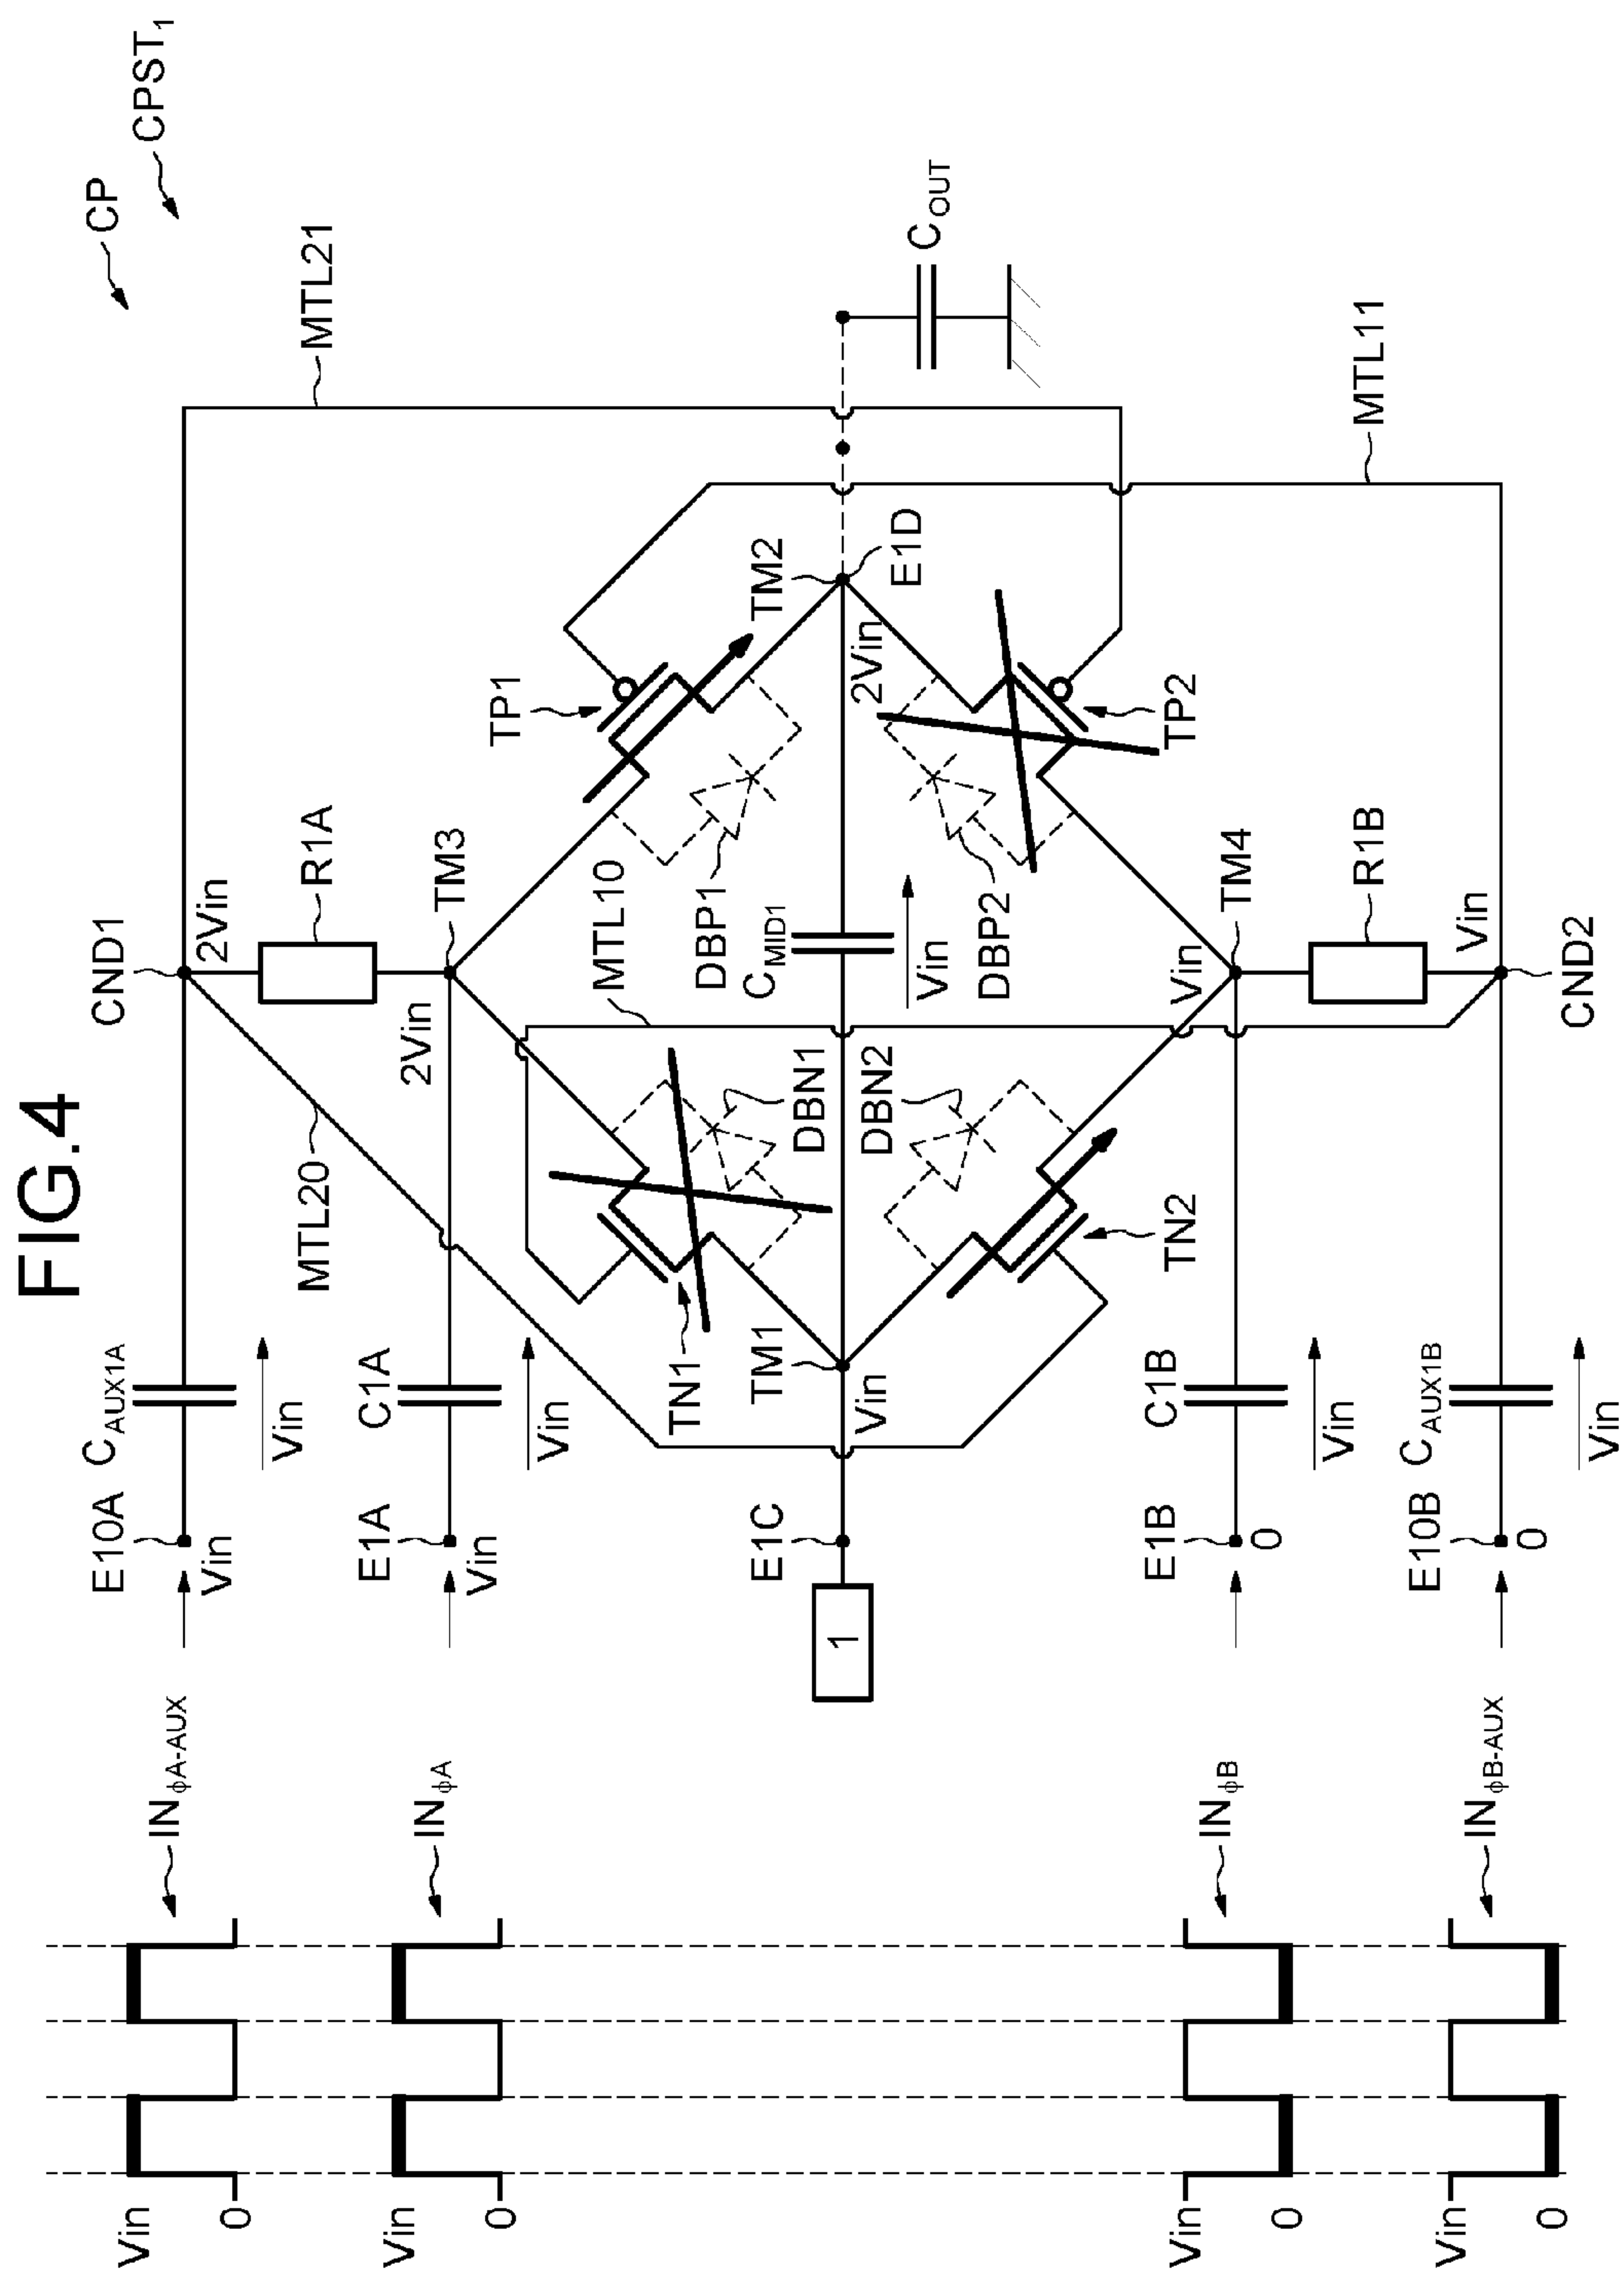 FIG.4
CP
CPST1
INφA-AUX
E10A
CAUX1A
CND1
MTL21
Vin
0
Vin
Vin
2Vin
R1A
MTL20
INφA
E1A
C1A
TM3
Vin
0
Vin
Vin
2Vin
TP1
MTL10
TN1
DBP1
TM2
E1C
TM1
CMID1
COUT
1
Vin
DBN1
2Vin
E1D
DBN2
Vin
DBP2
TN2
TP2
INφB
E1B
C1B
Vin
TM4
MTL11
Vin
0
0
Vin
R1B
INφB-AUX
E10B
CAUX1B
Vin
Vin
0
0
Vin
CND2